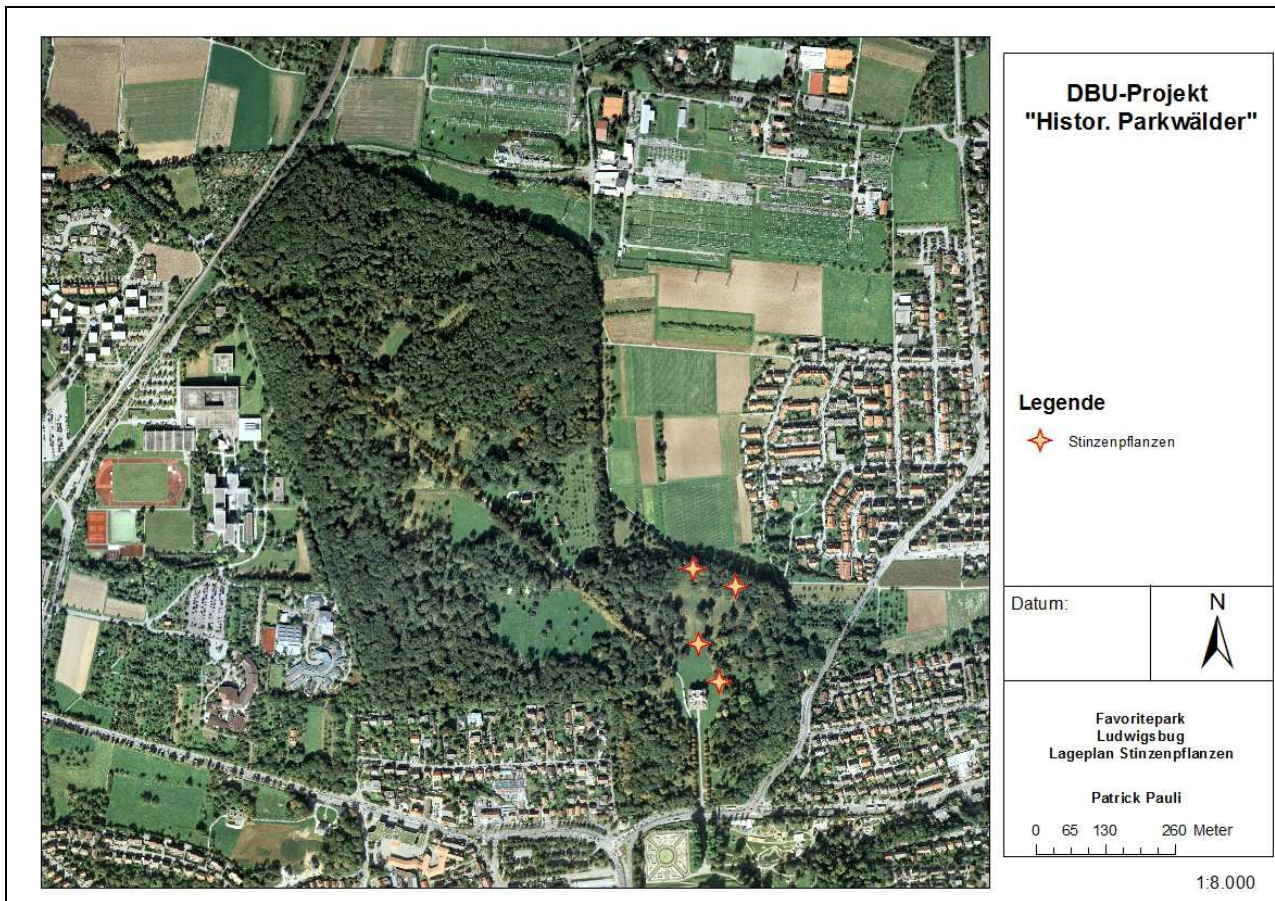 DBU-Projekt
"Histor. Parkwälder"
Legende
Stinzenpflanzen
Datum:
N
Favoritepark
Ludwigsbug
Lageplan Stinzenpflanzen
Patrick Pauli
0 65 130 260 Meter
1:8.000